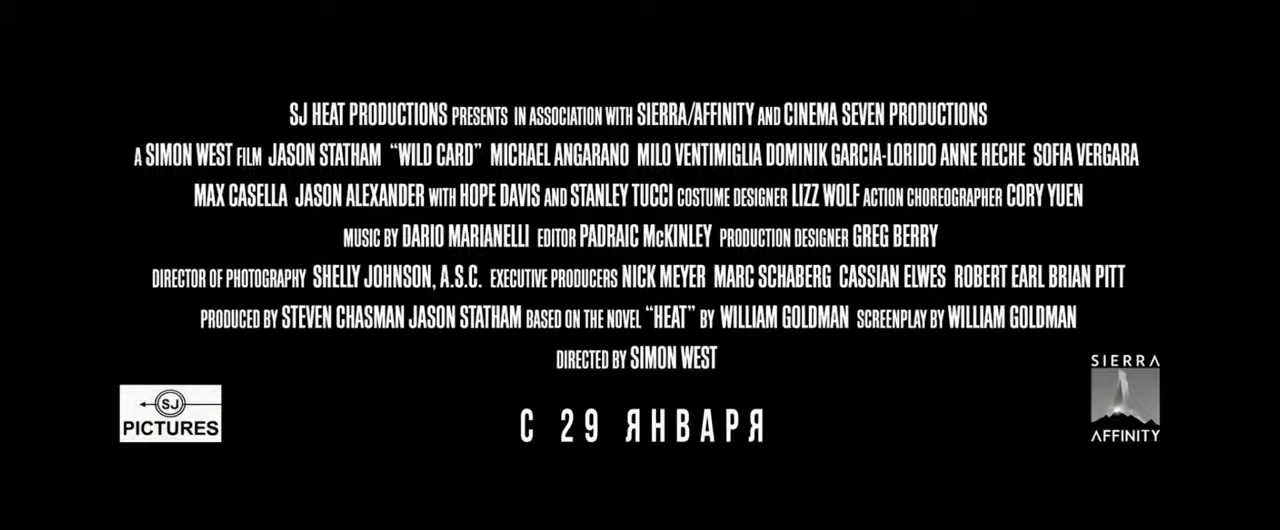 SJ HEAT PRODUCTIONS PRESENTS IN ASSOCIATION WITH SIERRA/AFFINITY AND CINEMA SEVEN PRODUCTIONS
A SIMON WEST FILM JASON STATHAM “WILD CARD” MICHAEL ANGARANO MILO VENTIMIGLIA DOMINIK GARCIA-LORIDO ANNE HECHE SOFIA VERGARA
MAX CASELLA JASON ALEXANDER WITH HOPE DAVIS AND STANLEY TUCCI COSTUME DESIGNER LIZZ WOLF ACTION CHOREOGRAPHER CORY YUEN
MUSIC BY DARIO MARIANELLI EDITOR PADRAIC McKINLEY PRODUCTION DESIGNER GREG BERRY
DIRECTOR OF PHOTOGRAPHY SHELLY JOHNSON, A.S.C. EXECUTIVE PRODUCERS NICK MEYER MARC SCHABERG CASSIAN ELWES ROBERT EARL BRIAN PITT
PRODUCED BY STEVEN CHASMAN JASON STATHAM BASED ON THE NOVEL “HEAT” BY WILLIAM GOLDMAN SCREENPLAY BY WILLIAM GOLDMAN
DIRECTED BY SIMON WEST
SJ
PICTURES
С 29 ЯНВАРЯ
SIERRA
AFFINITY